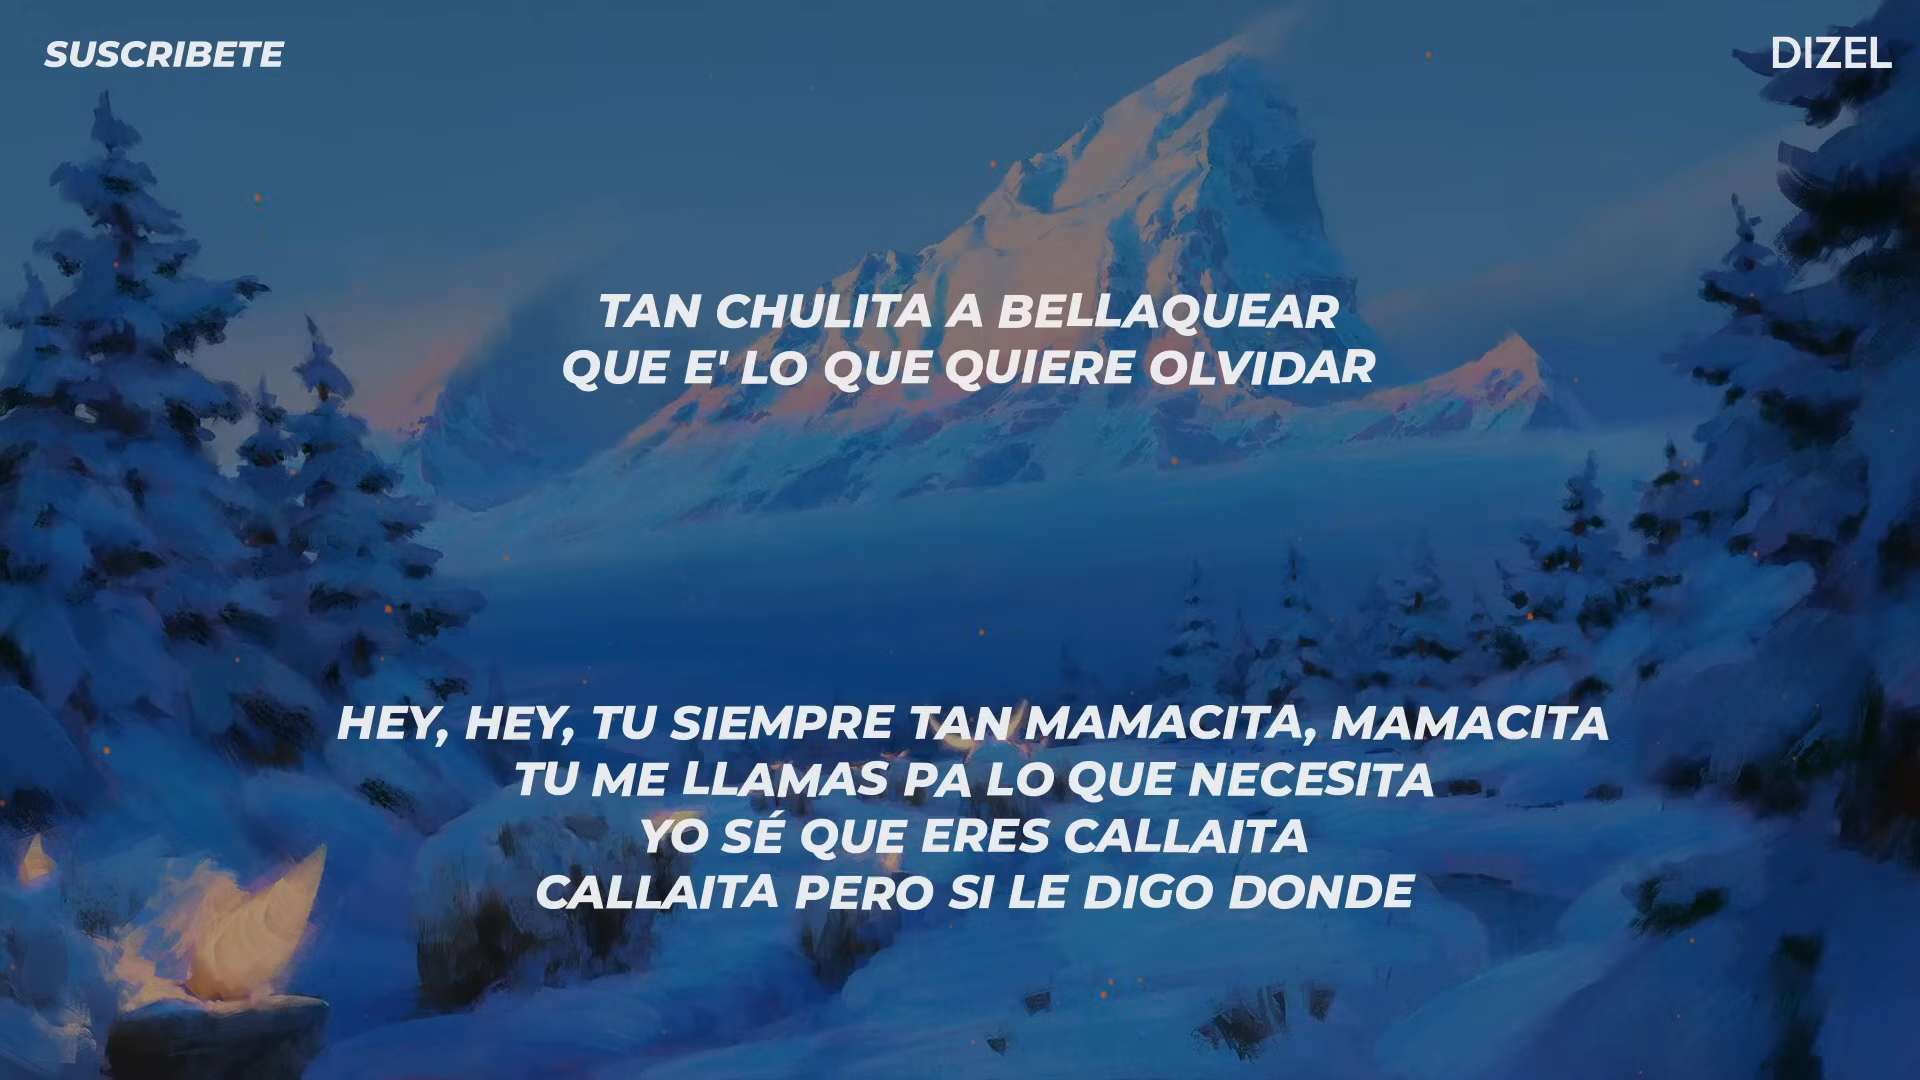 SUSCRIBETE
DIZEL
TAN CHULITA A BELLAQUEAR
QUE E' LO QUE QUIERE OLVIDAR
HEY, HEY, TU SIEMPRE TAN MAMACITA, MAMACITA
TU ME LLAMAS PA LO QUE NECESITA
YO SÉ QUE ERES CALLAITA
CALLAITA PERO SI LE DIGO DONDE